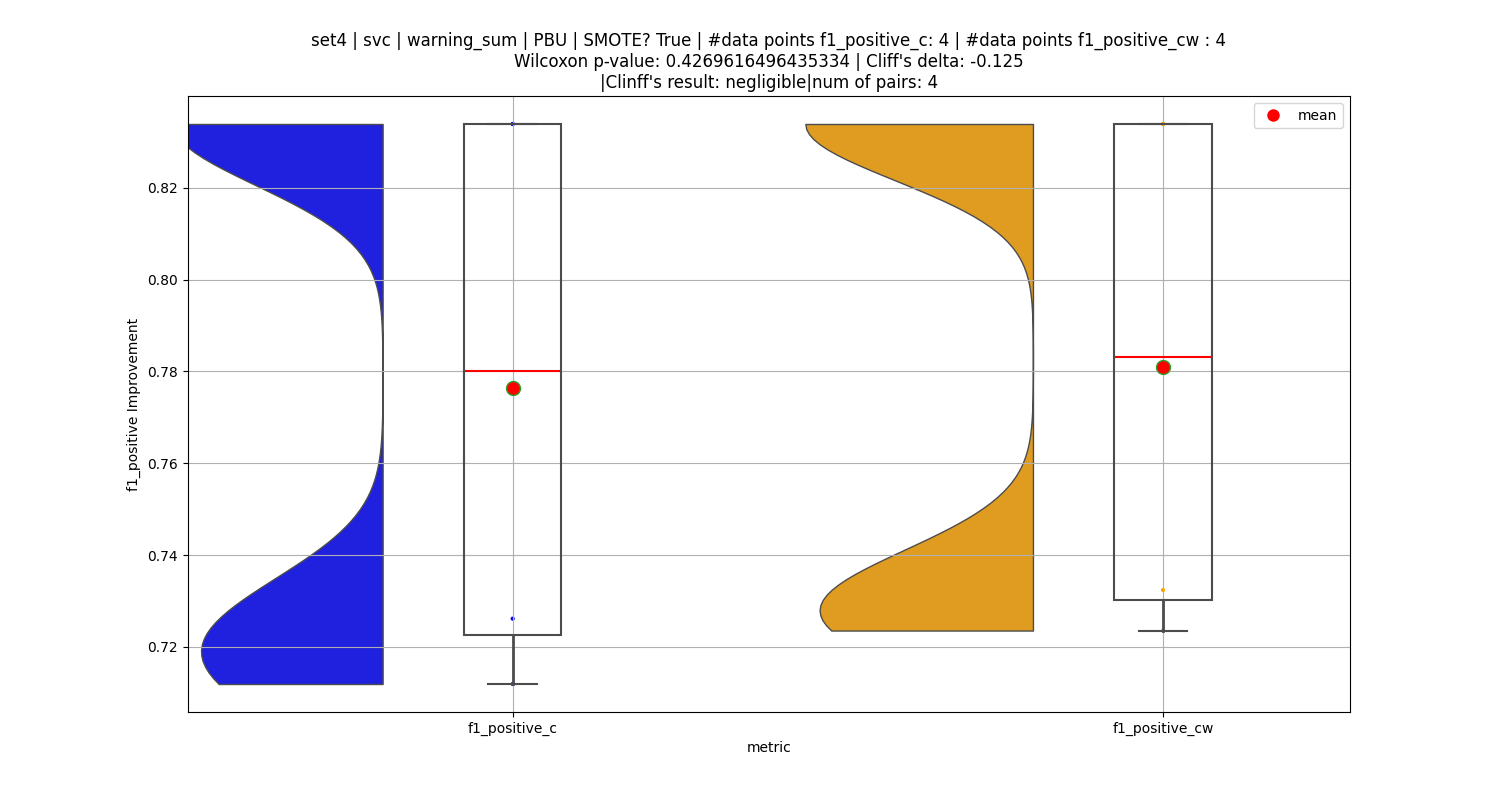 set4 | svc | warning_sum | PBU | SMOTE? True | #data points f1_positive_c: 4 | #data points f1_positive_cw : 4
Wilcoxon p-value: 0.4269616496435334 | Cliff's delta: -0.125
|Clinff's result: negligible|num of pairs: 4
mean
0.82
0.80
0.78
0.76
0.74
0.72
f1_positive Improvement
f1_positive_c
f1_positive_cw
metric